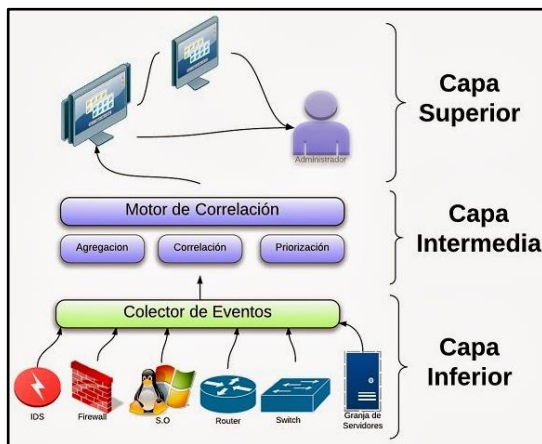 Capa
Superior
Administrador
Motor de Correlación
Capa
Intermedia
Agregacion
Correlación
Priorización
Colector de Eventos
Capa
Inferior
IDS
Firewall
S.O
Router
Switch
Granja de
Servidores